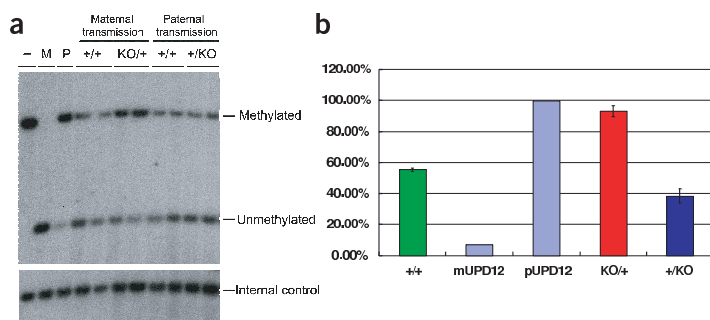 a
Maternal transmission
Paternal transmission
– M P +/+ KO/+ +/+ +/KO
Methylated
Unmethylated
Internal control
b
120.00%
100.00%
80.00%
60.00%
40.00%
20.00%
0.00%
+/+ mUPD12 pUPD12 KO/+ +/KO